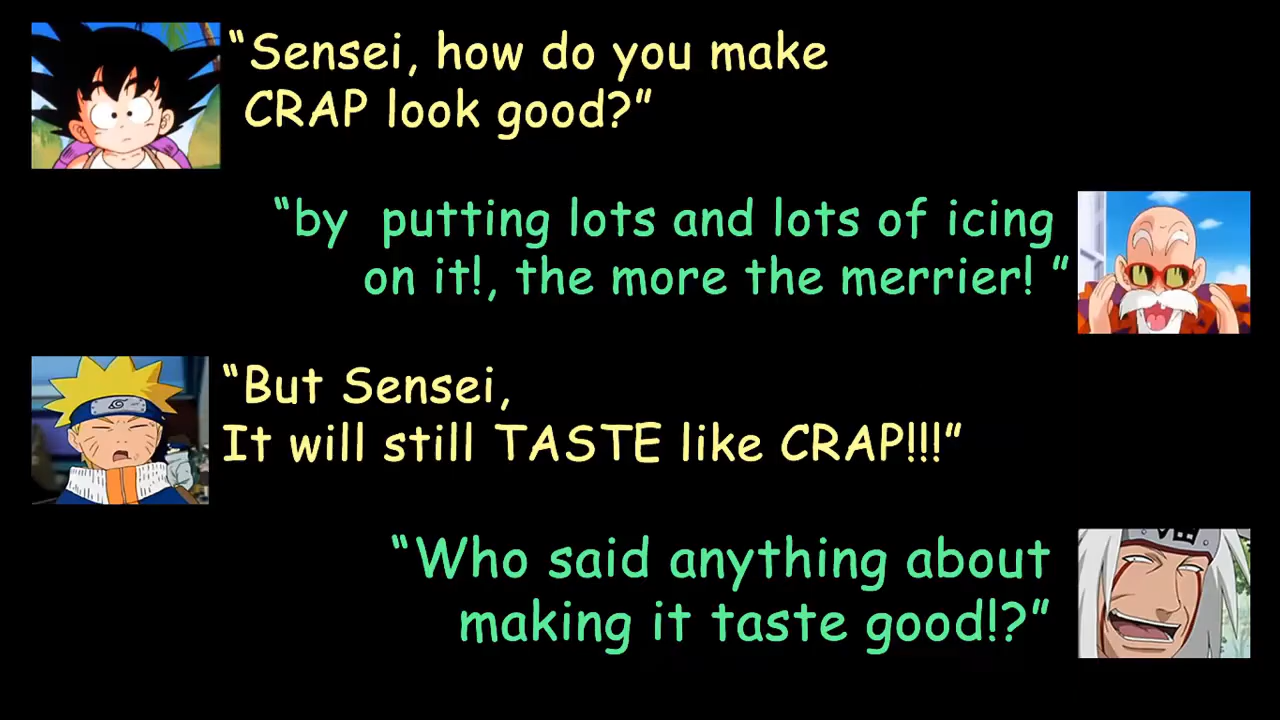 “Sensei, how do you make
CRAP look good?”
“by putting lots and lots of icing
on it!, the more the merrier! ”
“But Sensei,
It will still TASTE like CRAP!!!”
“Who said anything about
making it taste good!?”